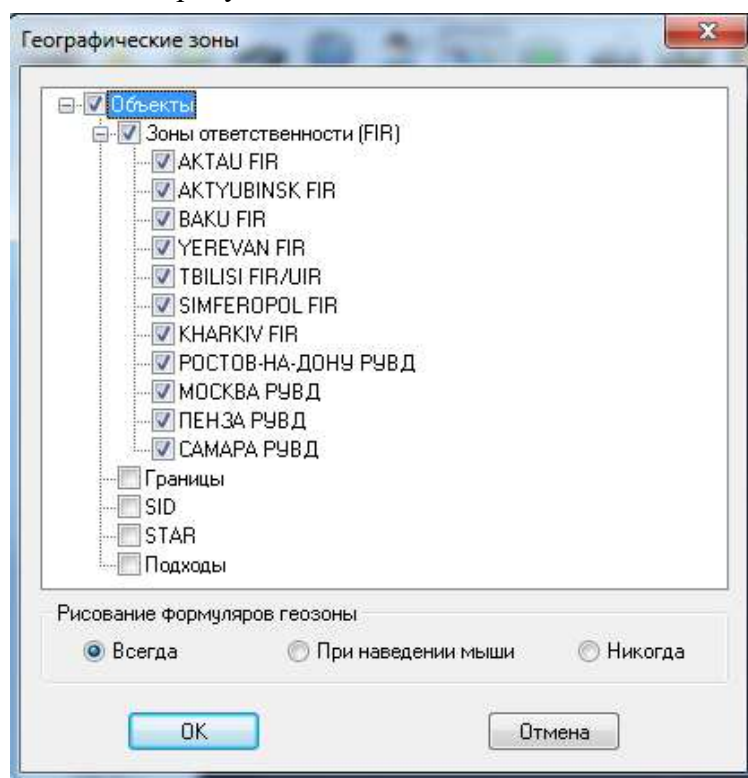 Географические зоны
Объекты
Зоны ответственности (FIR)
AKTAU FIR
AKTYUBINSK FIR
BAKU FIR
YEREVAN FIR
TBILISI FIR/UIR
SIMFEROPOL FIR
KHARKIV FIR
РОСТОВ-НА-ДОНУ РУВД
МОСКВА РУВД
ПЕНЗА РУВД
САМАРА РУВД
Границы
SID
STAR
Подходы
Рисование формуляров геозоны
Всегда При наведении мыши Никогда
OK Отмена